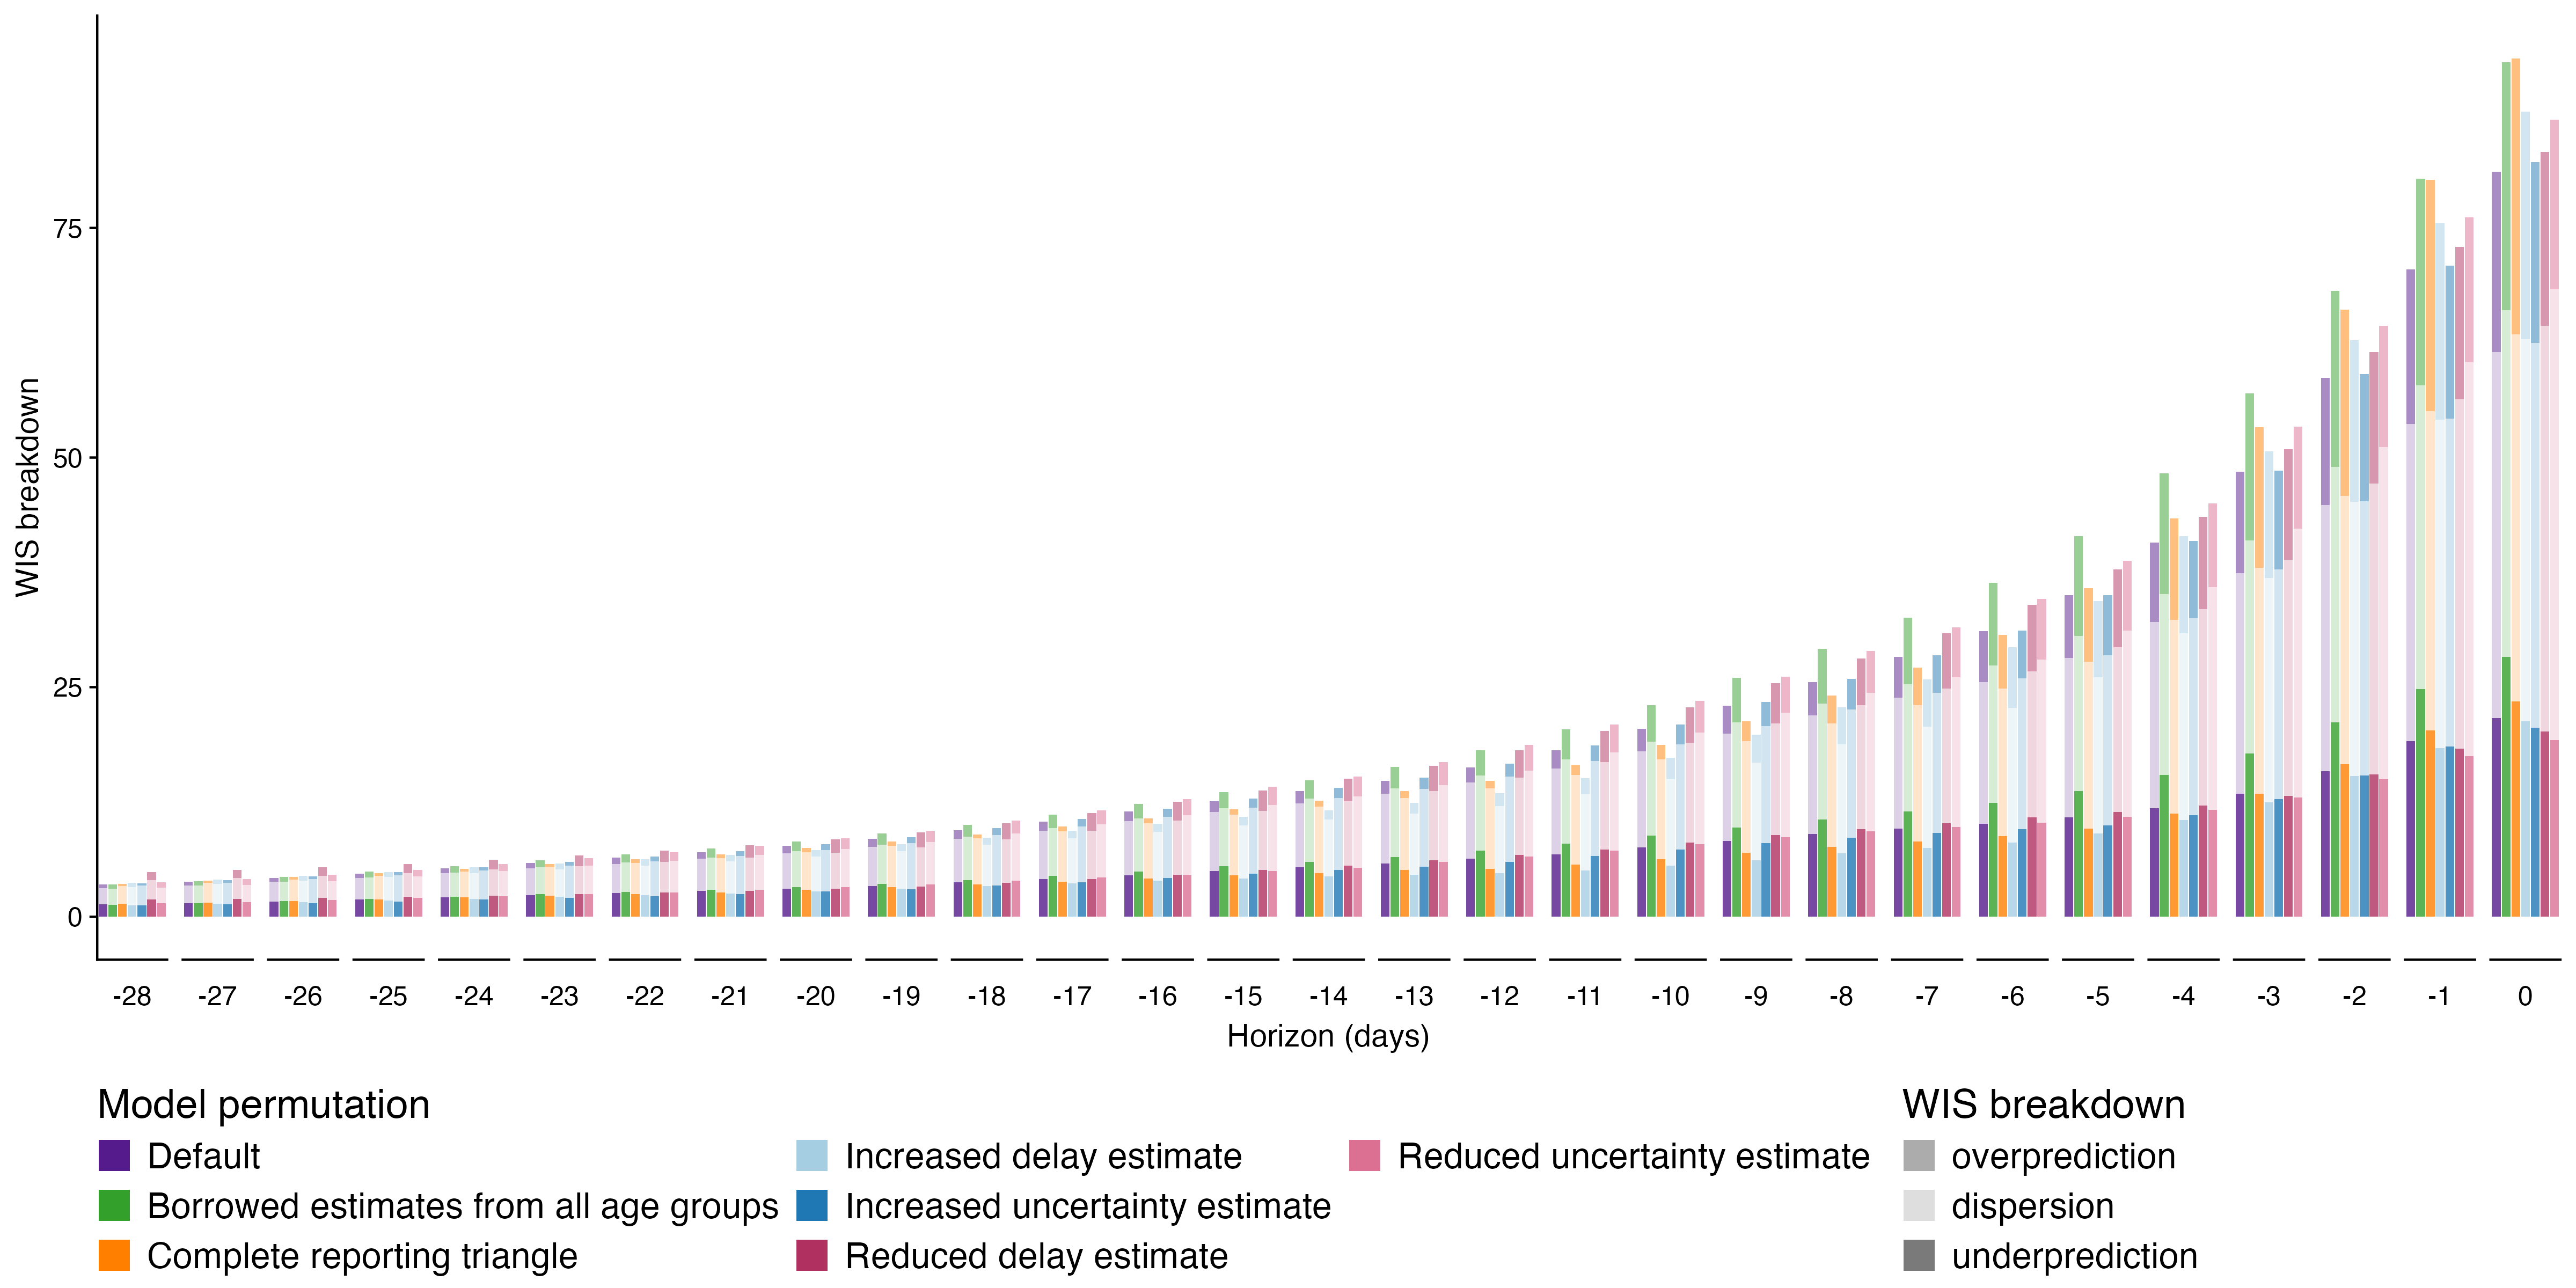 WIS breakdown
75
50
25
0
-28 -27 -26 -25 -24 -23 -22 -21 -20 -19 -18 -17 -16 -15 -14 -13 -12 -11 -10 -9 -8 -7 -6 -5 -4 -3 -2 -1 0
Horizon (days)
Model permutation
Default
Borrowed estimates from all age groups
Complete reporting triangle
Increased delay estimate
Increased uncertainty estimate
Reduced delay estimate
Reduced uncertainty estimate
WIS breakdown
overprediction
dispersion
underprediction